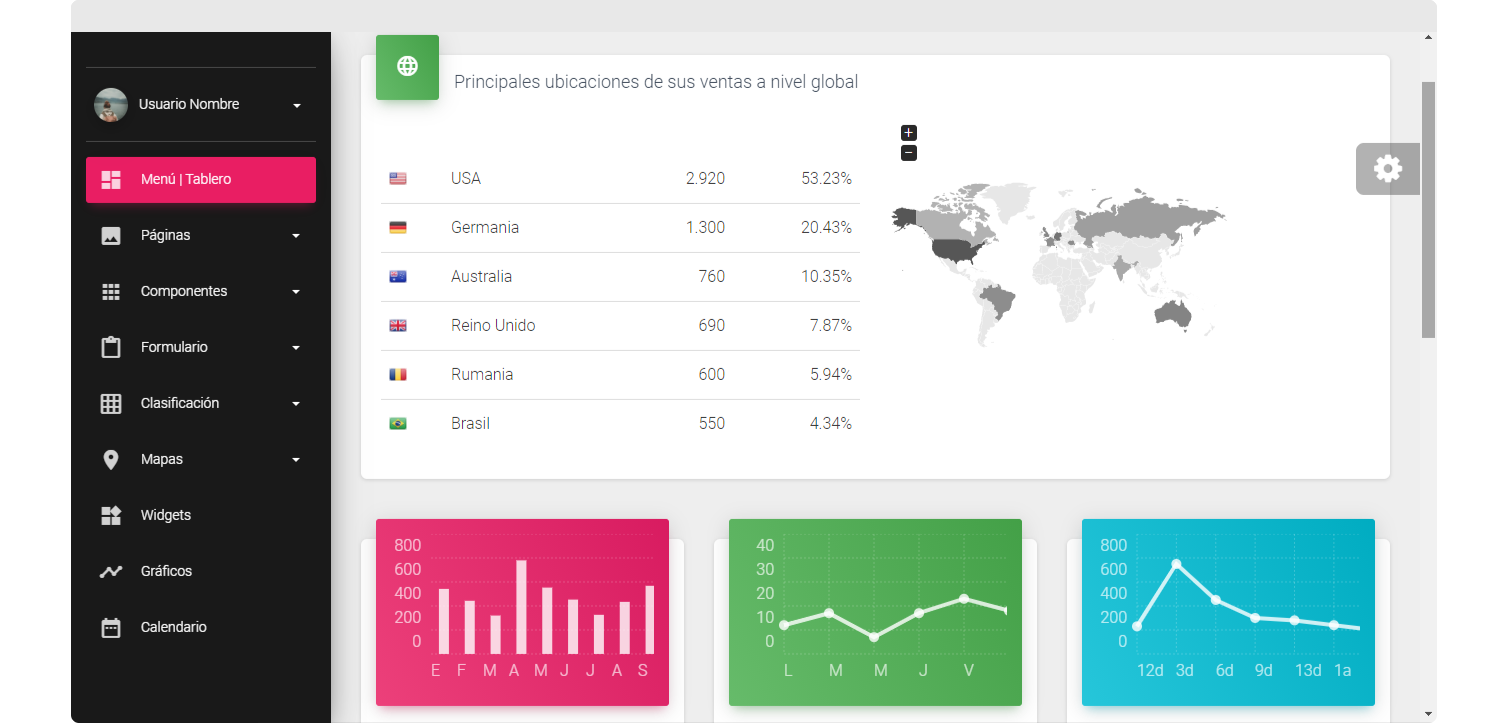 Usuario Nombre
Menú | Tablero
Páginas
Componentes
Formulario
Clasificación
Mapas
Widgets
Gráficos
Calendario
Principales ubicaciones de sus ventas a nivel global
+
−
USA 2.920 53.23%
Germania 1.300 20.43%
Australia 760 10.35%
Reino Unido 690 7.87%
Rumania 600 5.94%
Brasil 550 4.34%
800
600
400
200
0
E F M A M J J A S
40
30
20
10
0
L M M J V
800
600
400
200
0
12d 3d 6d 9d 13d 1a